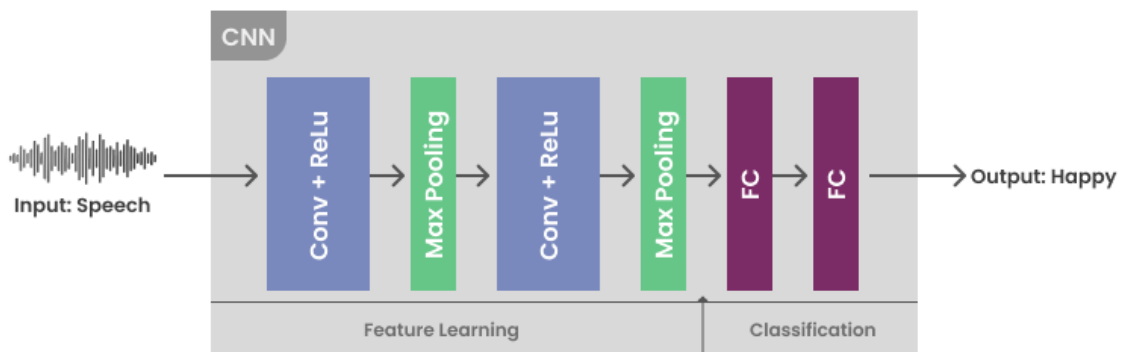 CNN
Input: Speech
Conv + ReLu
Max Pooling
Conv + ReLu
Max Pooling
FC
FC
Output: Happy
Feature Learning
Classification